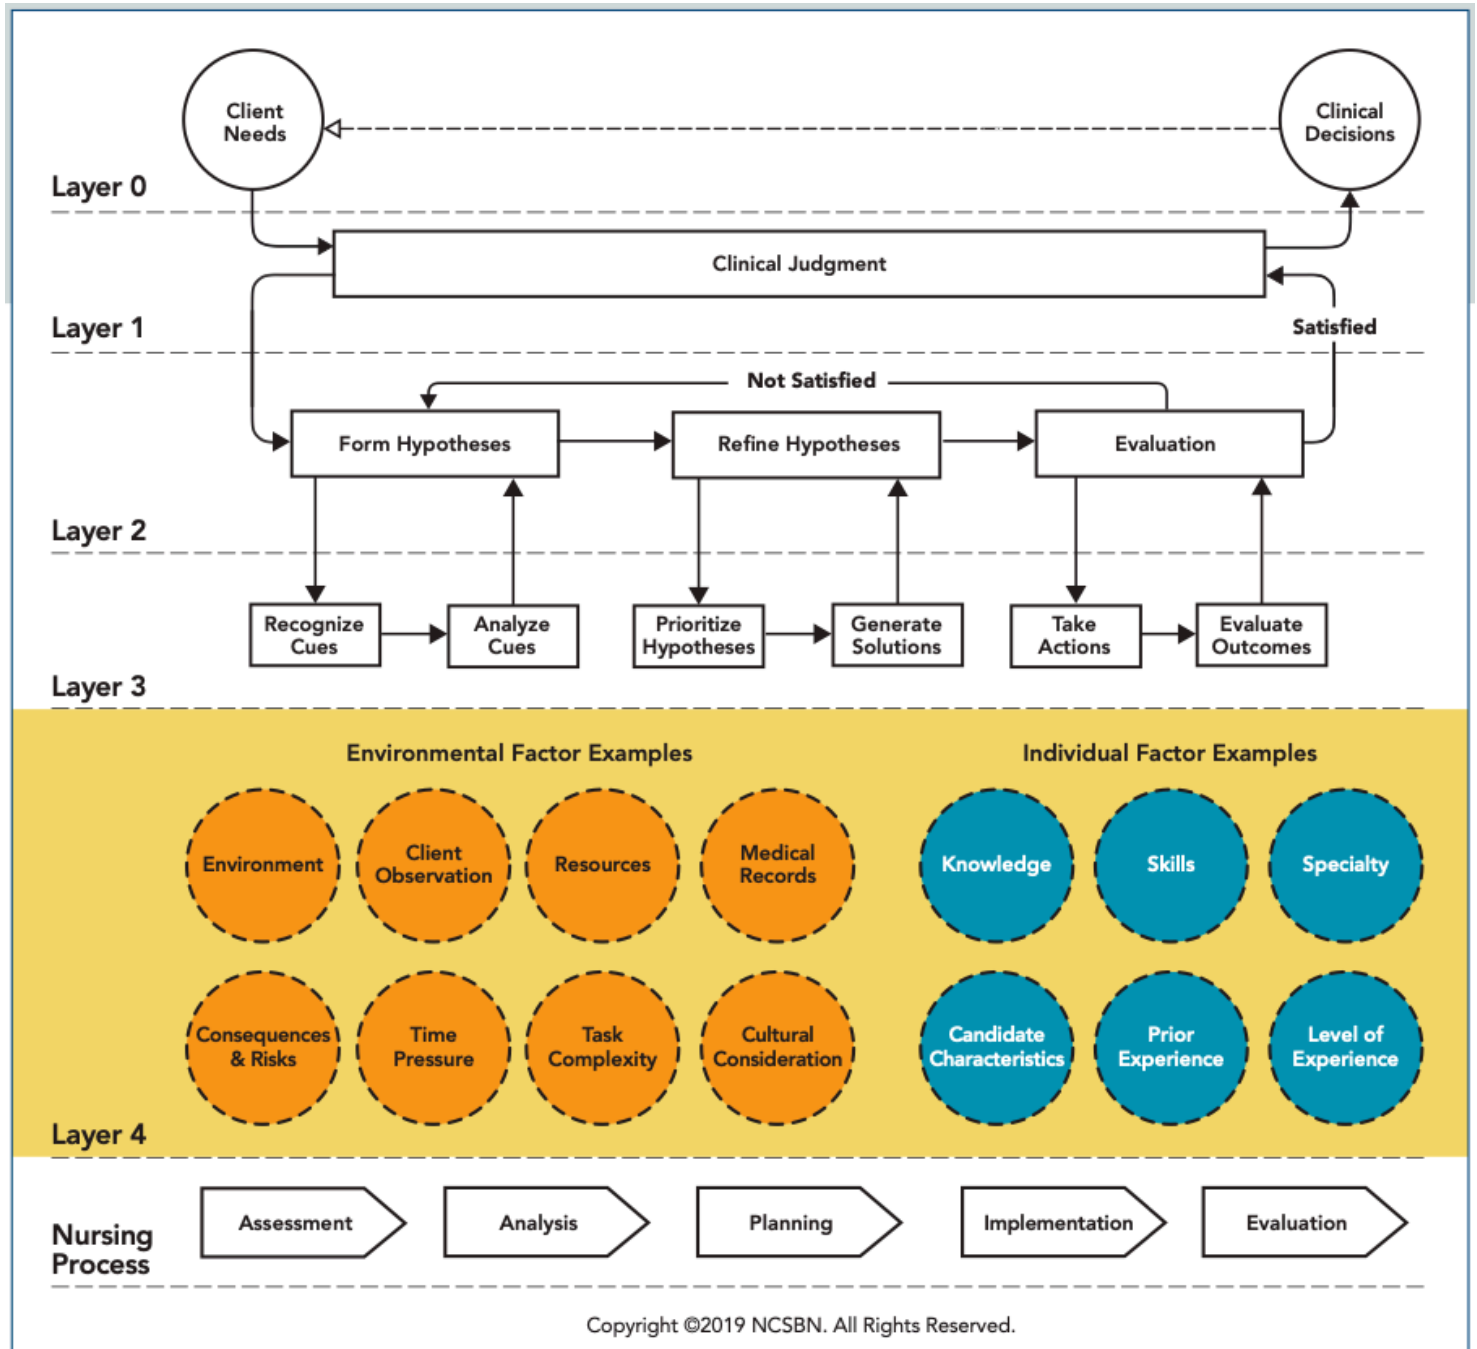 Client
Needs
Clinical
Decisions
Layer 0
Clinical Judgment
Layer 1
Satisfied
Not Satisfied
Form Hypotheses
Refine Hypotheses
Evaluation
Layer 2
Recognize
Cues
Analyze
Cues
Prioritize
Hypotheses
Generate
Solutions
Take
Actions
Evaluate
Outcomes
Layer 3
Environmental Factor Examples
Individual Factor Examples
Environment
Client
Observation
Resources
Medical
Records
Knowledge
Skills
Specialty
Consequences
& Risks
Time
Pressure
Task
Complexity
Cultural
Consideration
Candidate
Characteristics
Prior
Experience
Level of
Experience
Layer 4
Nursing
Process
Assessment
Analysis
Planning
Implementation
Evaluation
Copyright ©2019 NCSBN. All Rights Reserved.